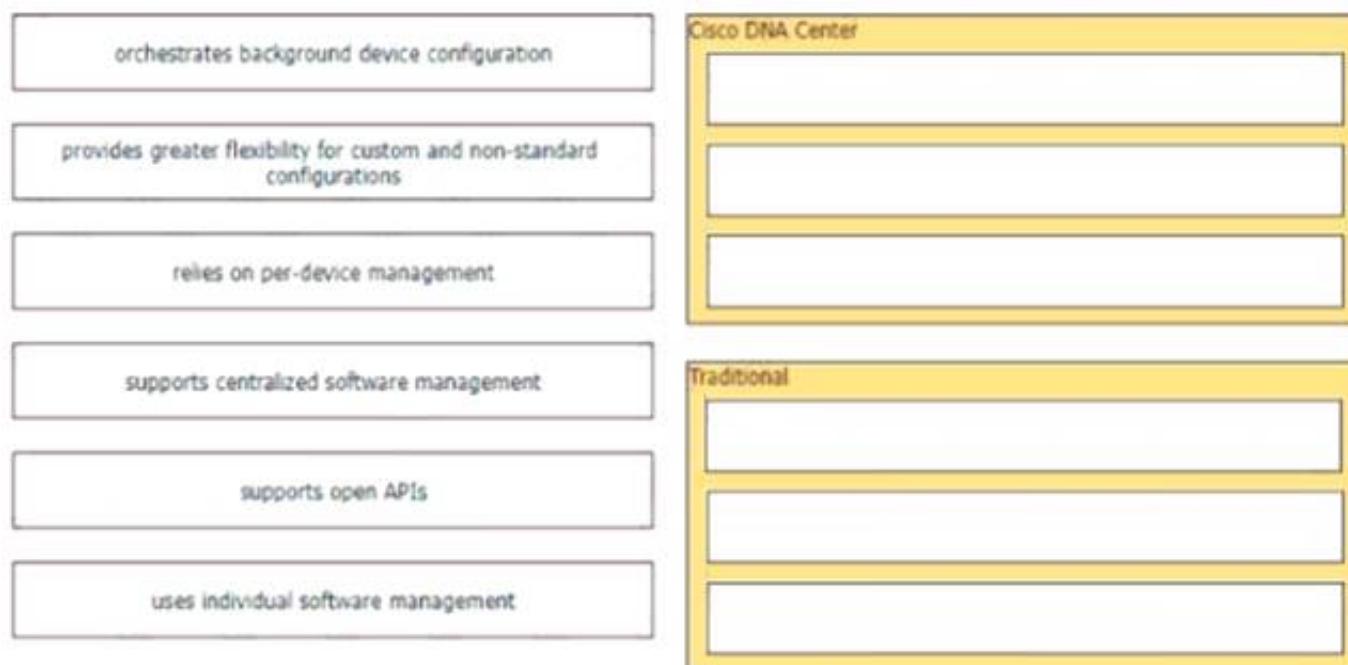 orchestrates background device configuration
provides greater flexibility for custom and non-standard
configurations
relies on per-device management
supports centralized software management
supports open APIs
uses individual software management
Cisco DNA Center
Traditional